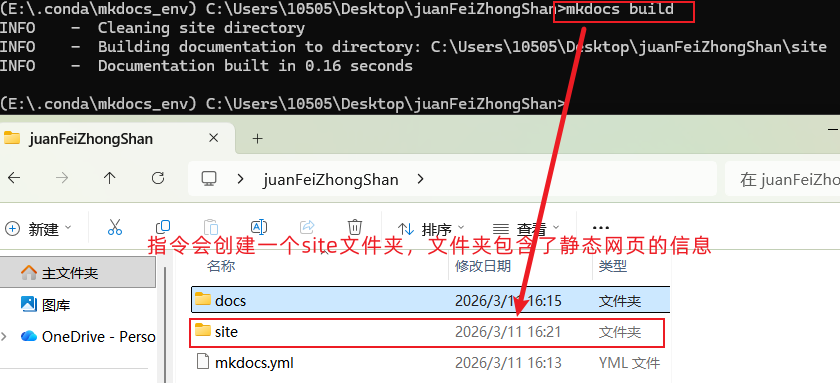 (E:\.conda\mkdocs_env) C:\Users\10505\Desktop\juanFeiZhongShan>mkdocs build
INFO    -  Cleaning site directory
INFO    -  Building documentation to directory: C:\Users\10505\Desktop\juanFeiZhongShan\site
INFO    -  Documentation built in 0.16 seconds
(E:\.conda\mkdocs_env) C:\Users\10505\Desktop\juanFeiZhongShan>
juanFeiZhongShan
juanFeiZhongShan
在 juanFeiZho
新建
排序
查看
指令会创建一个site文件夹，文件夹包含了静态网页的信息
名称 修改日期 类型
主文件夹
图库
OneDrive - Perso
docs 2026/3/11 16:15 文件夹
site 2026/3/11 16:21 文件夹
mkdocs.yml 2026/3/11 16:13 YML 文件